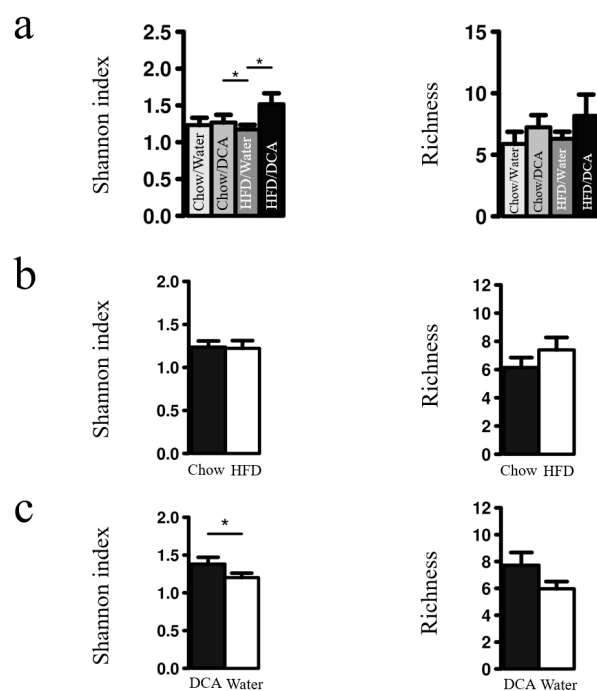 a
Shannon index
2.5
2.0
1.5
1.0
0.5
0.0
*
*
Chow/Water
Chow/DCA
HFD/Water
HFD/DCA
Richness
15
10
5
0
Chow/Water
Chow/DCA
HFD/Water
HFD/DCA
b
Shannon index
2.0
1.5
1.0
0.5
0.0
Chow HFD
Richness
12
10
8
6
4
2
0
Chow HFD
c
Shannon index
2.0
1.5
1.0
0.5
0.0
*
DCA Water
Richness
12
10
8
6
4
2
0
DCA Water